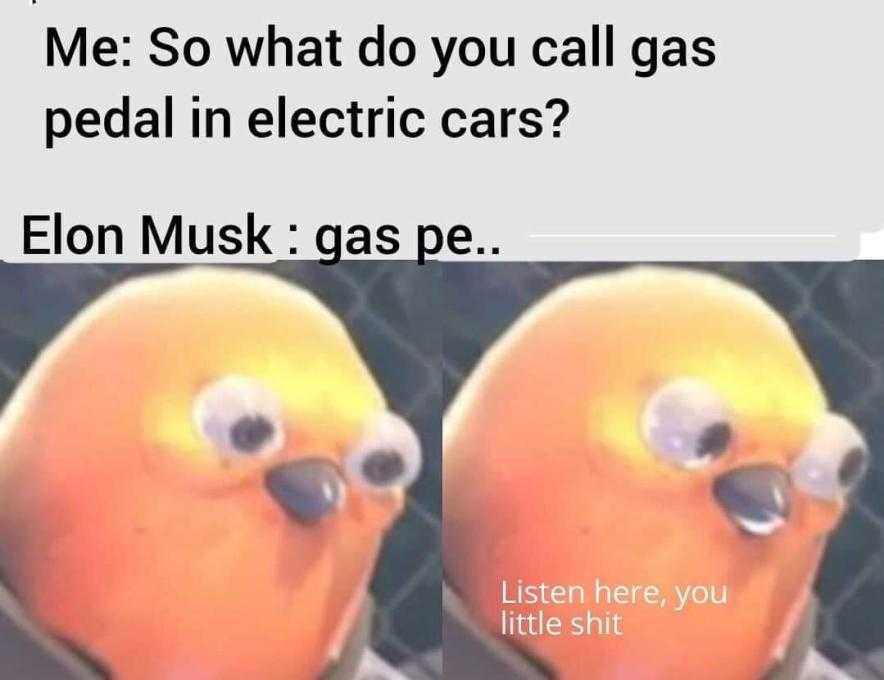 Me: So what do you call gas
pedal in electric cars?
Elon Musk : gas pe..
Listen here, you
little shit